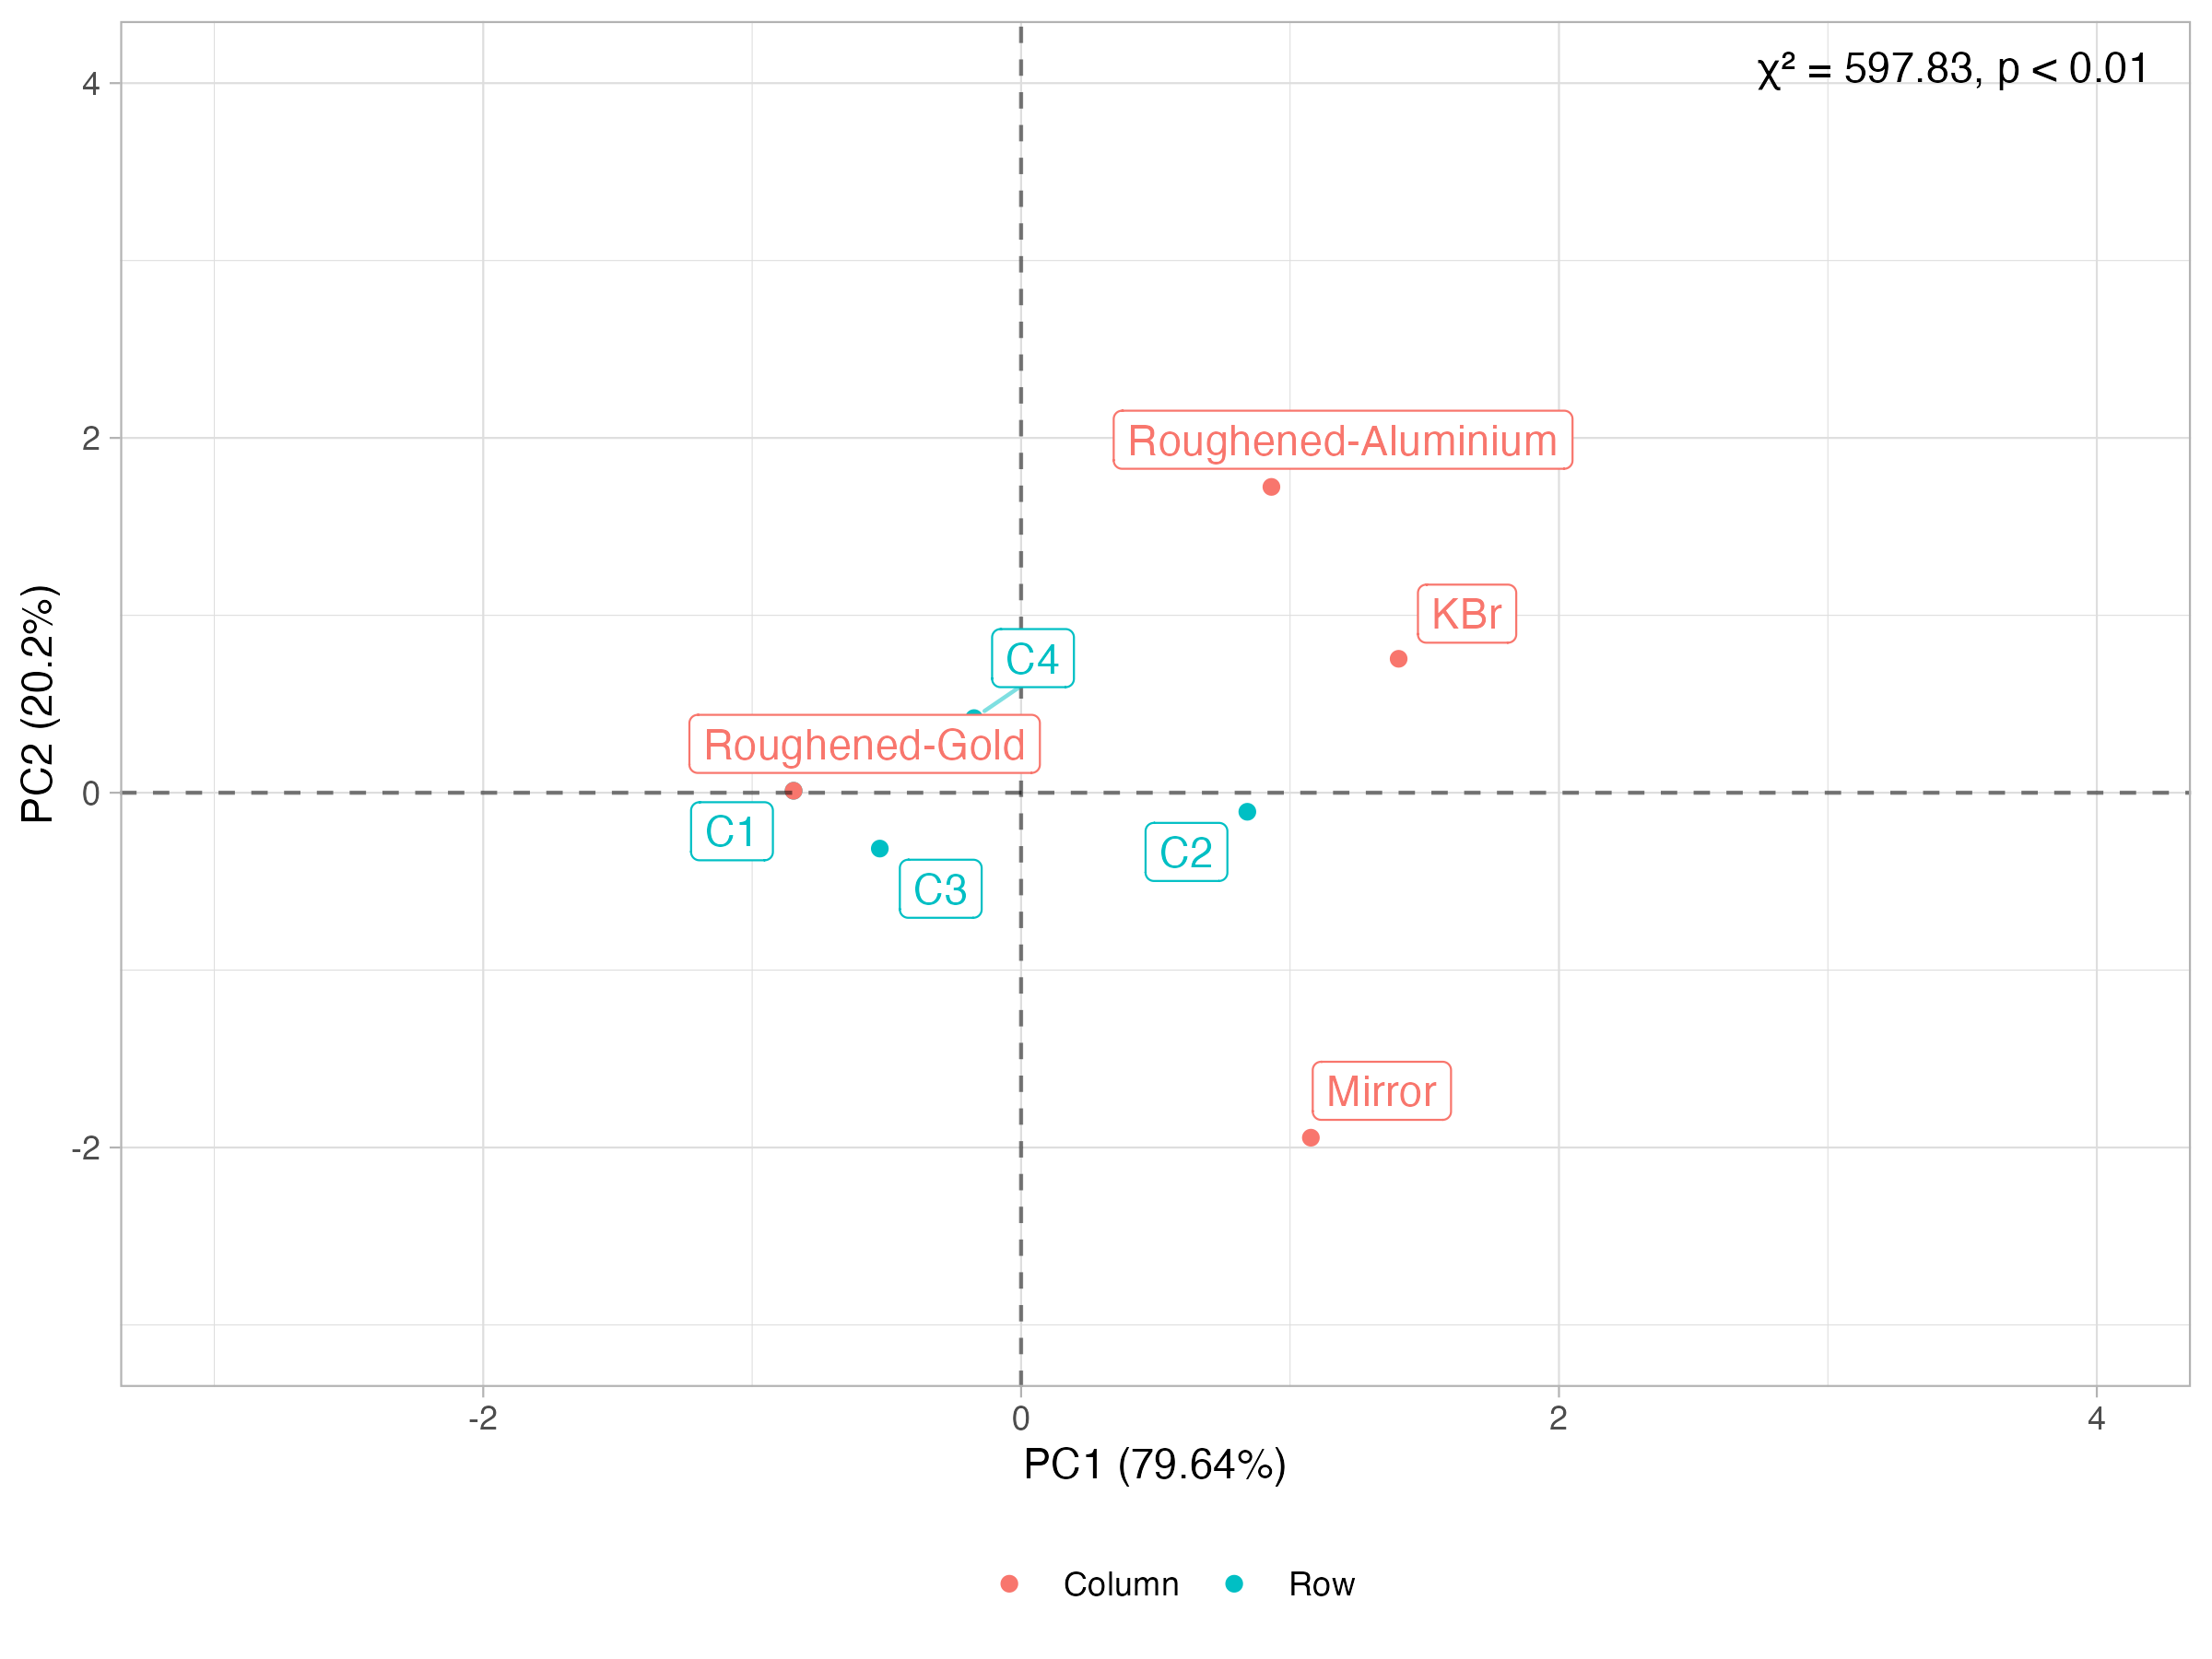 χ² = 597.83, p < 0.01
4
Roughened-Aluminium
2
KBr
C4
Roughened-Gold
0
C1
C2
C3
Mirror
-2
PC2 (20.2%)
-2
0
2
4
PC1 (79.64%)
Column
Row